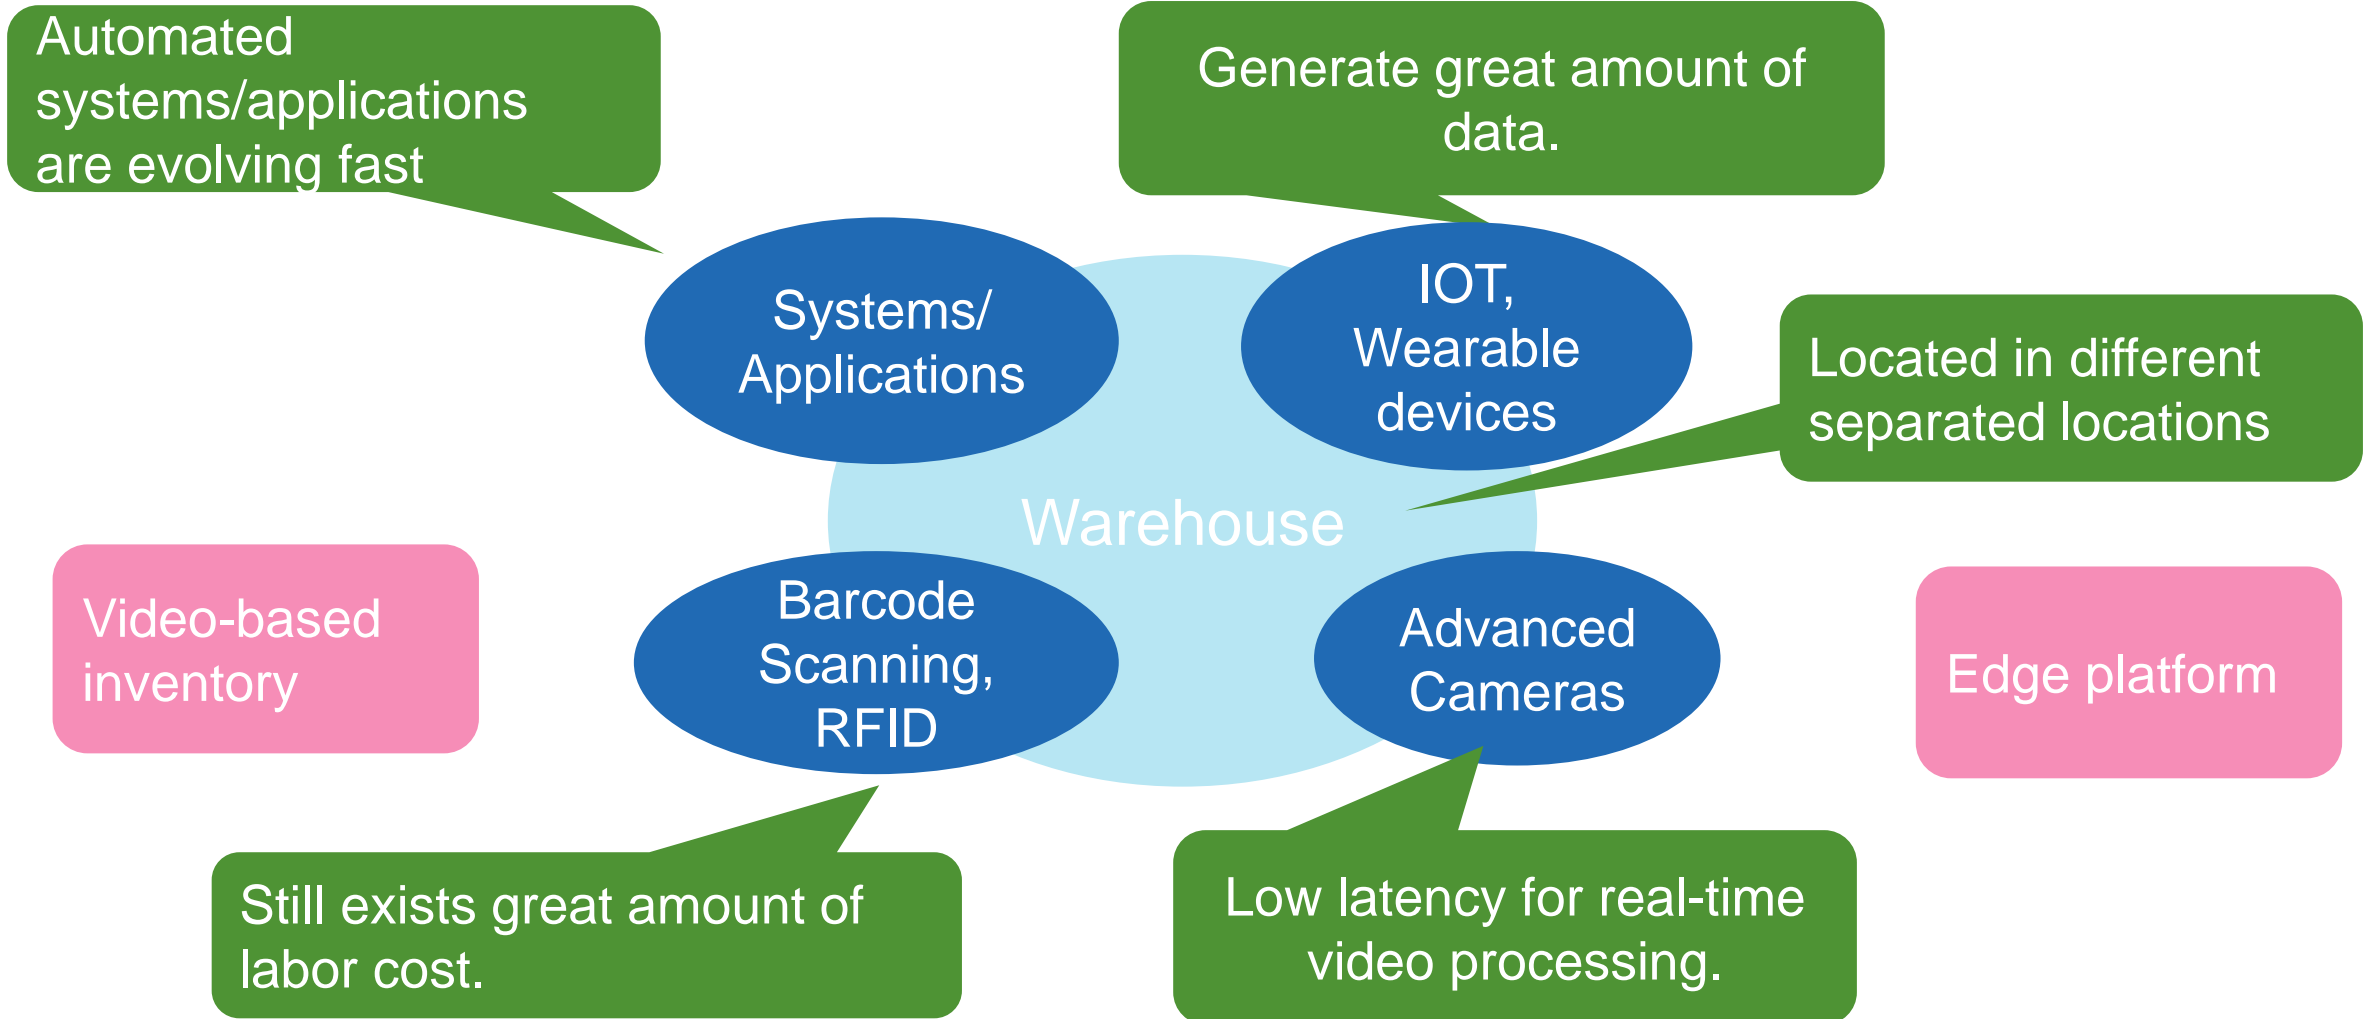 Automated
systems/applications
are evolving fast
Generate great amount of
data.
Systems/
Applications
IOT,
Wearable
devices
Located in different
separated locations
Warehouse
Video-based
inventory
Barcode
Scanning,
RFID
Advanced
Cameras
Edge platform
Still exists great amount of
labor cost.
Low latency for real-time
video processing.